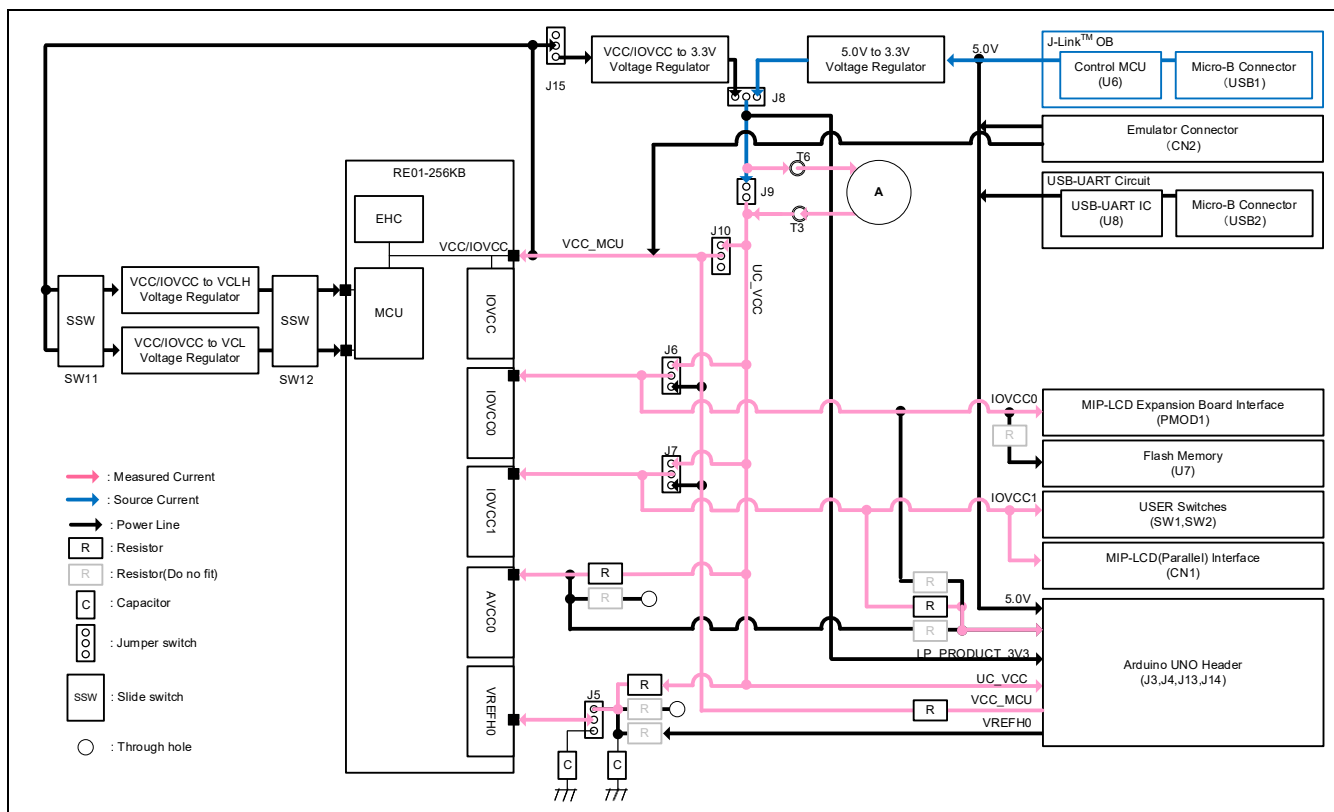 J-Link™ OB
5.0V
VCC/IOVCC to 3.3V
Voltage Regulator
5.0V to 3.3V
Voltage Regulator
Control MCU
(U6)
Micro-B Connector
(USB1)
J15
J8
Emulator Connector
(CN2)
T6
RE01-256KB
J9
A
USB-UART Circuit
USB-UART IC
(U8)
Micro-B Connector
(USB2)
EHC
T3
J10
VCC/IOVCC
VCC_MCU
UC_VCC
SSW
VCC/IOVCC to VCLH
Voltage Regulator
SSW
MCU
IOVCC
VCC/IOVCC to VCL
Voltage Regulator
SW11
SW12
J6
IOVCC0
IOVCC0
MIP-LCD Expansion Board Interface
(PMOD1)
R
Flash Memory
(U7)
J7
: Measured Current
: Source Current
: Power Line
IOVCC1
IOVCC1
USER Switches
(SW1,SW2)
R
: Resistor
R
: Resistor(Do no fit)
MIP-LCD(Parallel) Interface
(CN1)
R
R
R
R
R
AVCC0
5.0V
C
: Capacitor
: Jumper switch
LP_PRODUCT_3V3
Arduino UNO Header
(J3,J4,J13,J14)
UC_VCC
SSW
: Slide switch
VREFH0
J5
R
R
R
R
VCC_MCU
VREFH0
: Through hole
C
C